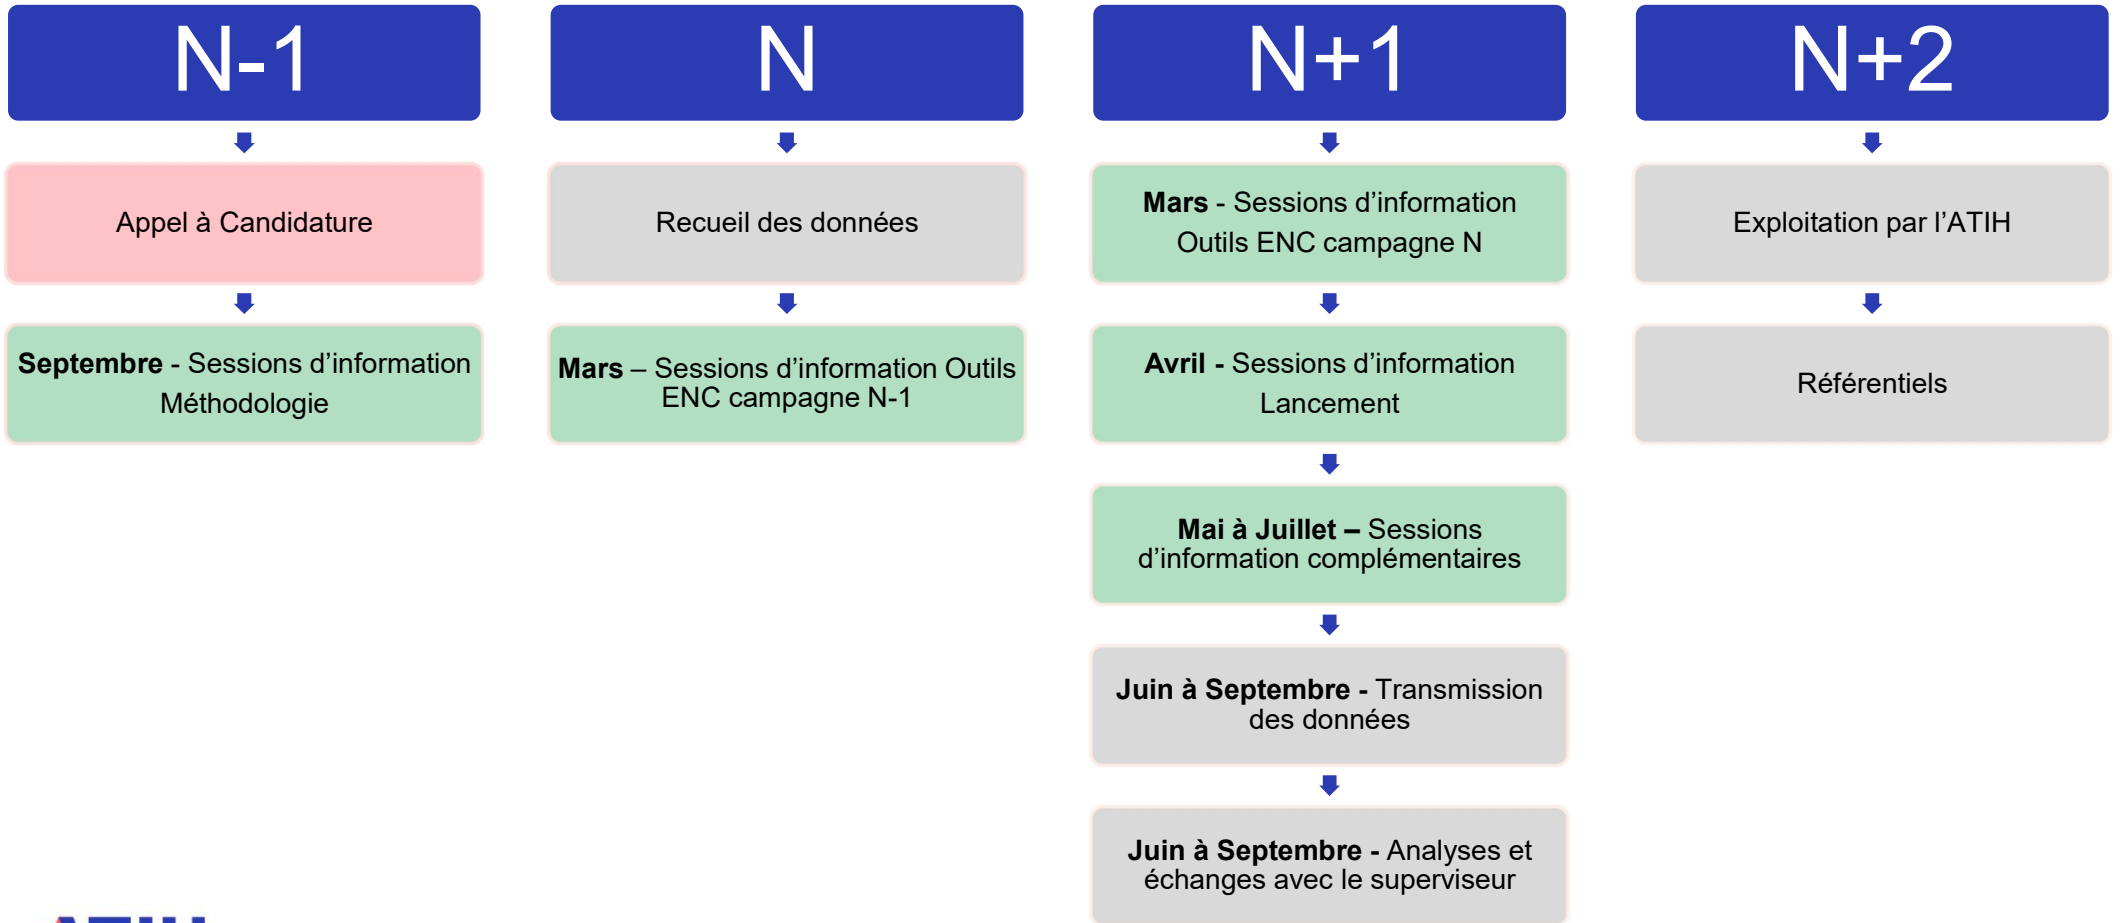 N-1
Appel à Candidature
Septembre - Sessions d’information
Méthodologie
N
Recueil des données
Mars – Sessions d’information Outils
ENC campagne N-1
N+1
Mars - Sessions d’information
Outils ENC campagne N
Avril - Sessions d’information
Lancement
Mai à Juillet – Sessions
d’information complémentaires
Juin à Septembre - Transmission
des données
Juin à Septembre - Analyses et
échanges avec le superviseur
N+2
Exploitation par l’ATIH
Référentiels